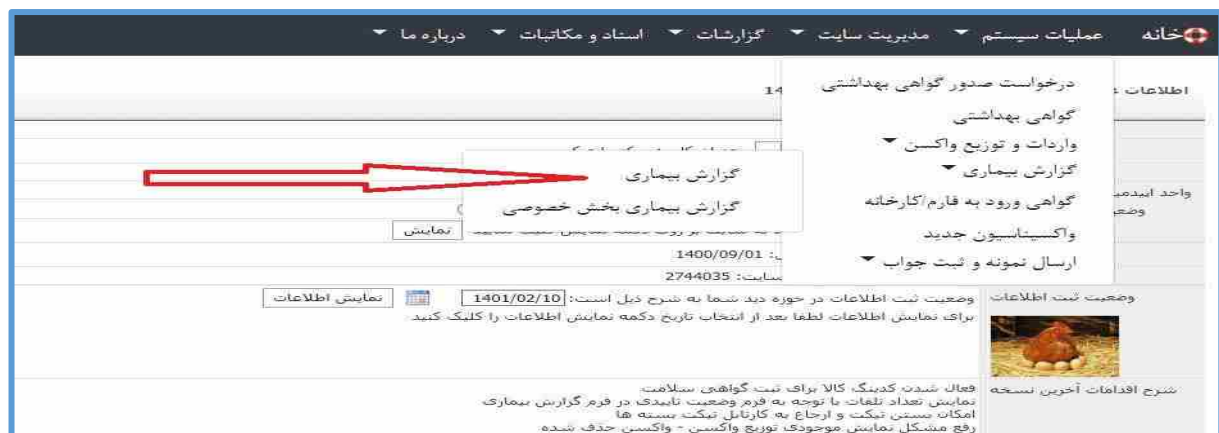 خانه عملیات سیستم مدیریت سایت گزارشات اسناد و مکاتبات درباره ما
اطلاعات
14
درخواست صدور گواهی بهداشتی
گواهی بهداشتی
واردات و توزیع واکسن
گزارش بیماری
گواهی ورود به فارم/کارخانه
واکسیناسیون جدید
ارسال نمونه و ثبت جواب
گزارش بیماری
گزارش بیماری بخش خصوصی
واحد
نمایش
1400/09/01
سایت: 2744035
وضعیت ثبت اطلاعات
وضعیت ثبت اطلاعات در حوزه دید شما به شرح ذیل است: 1401/02/10 نمایش اطلاعات
برای نمایش اطلاعات لطفا بعد از انتخاب تاریخ دکمه نمایش اطلاعات را کلیک کنید
شرح اقدامات آخرین نسخه
فعال شدن کدینگ کالا برای ثبت گواهی سلامت
نمایش تعداد تلفات با توجه به فرم وضعیت تاییدی در فرم گزارش بیماری
امکان بستن تیکت و ارجاع به کارتابل تیکت بسته ها
رفع مشکل نمایش موجودی توزیع واکسن - واکسن حذف شده